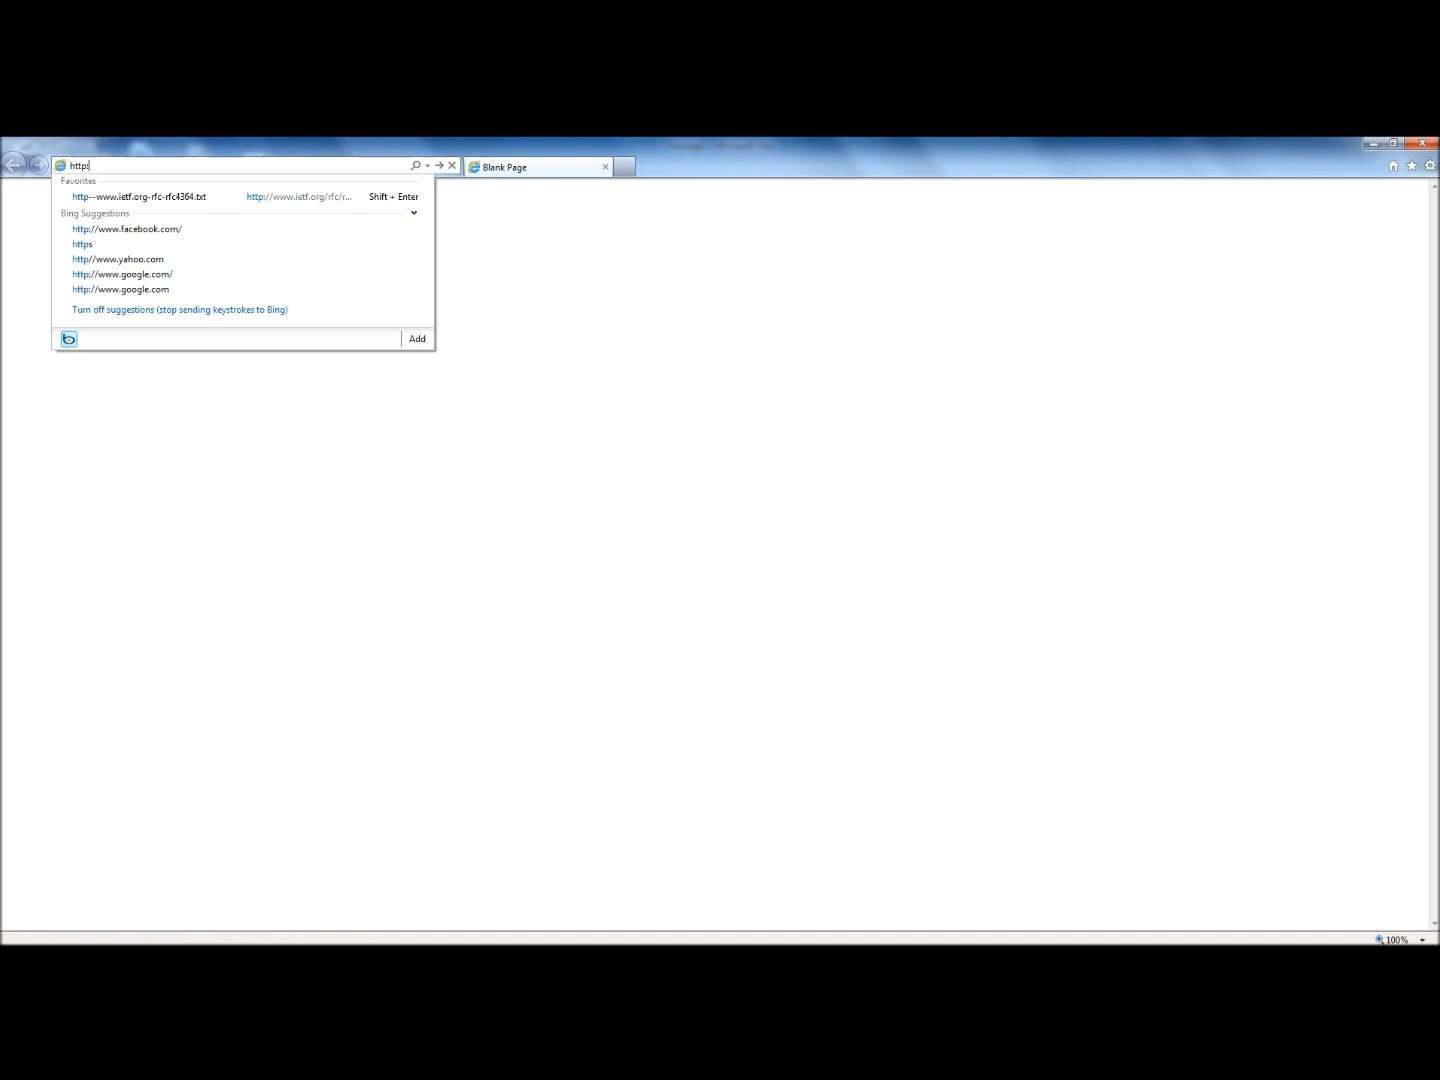 http:
Blank Page
Favorites
http--www.ietf.org-rfc-rfc4364.txt http://www.ietf.org/rfc/r... Shift + Enter
Bing Suggestions
http://www.facebook.com/
https
http//www.yahoo.com
http://www.google.com/
http://www.google.com
Turn off suggestions (stop sending keystrokes to Bing)
Add
100%